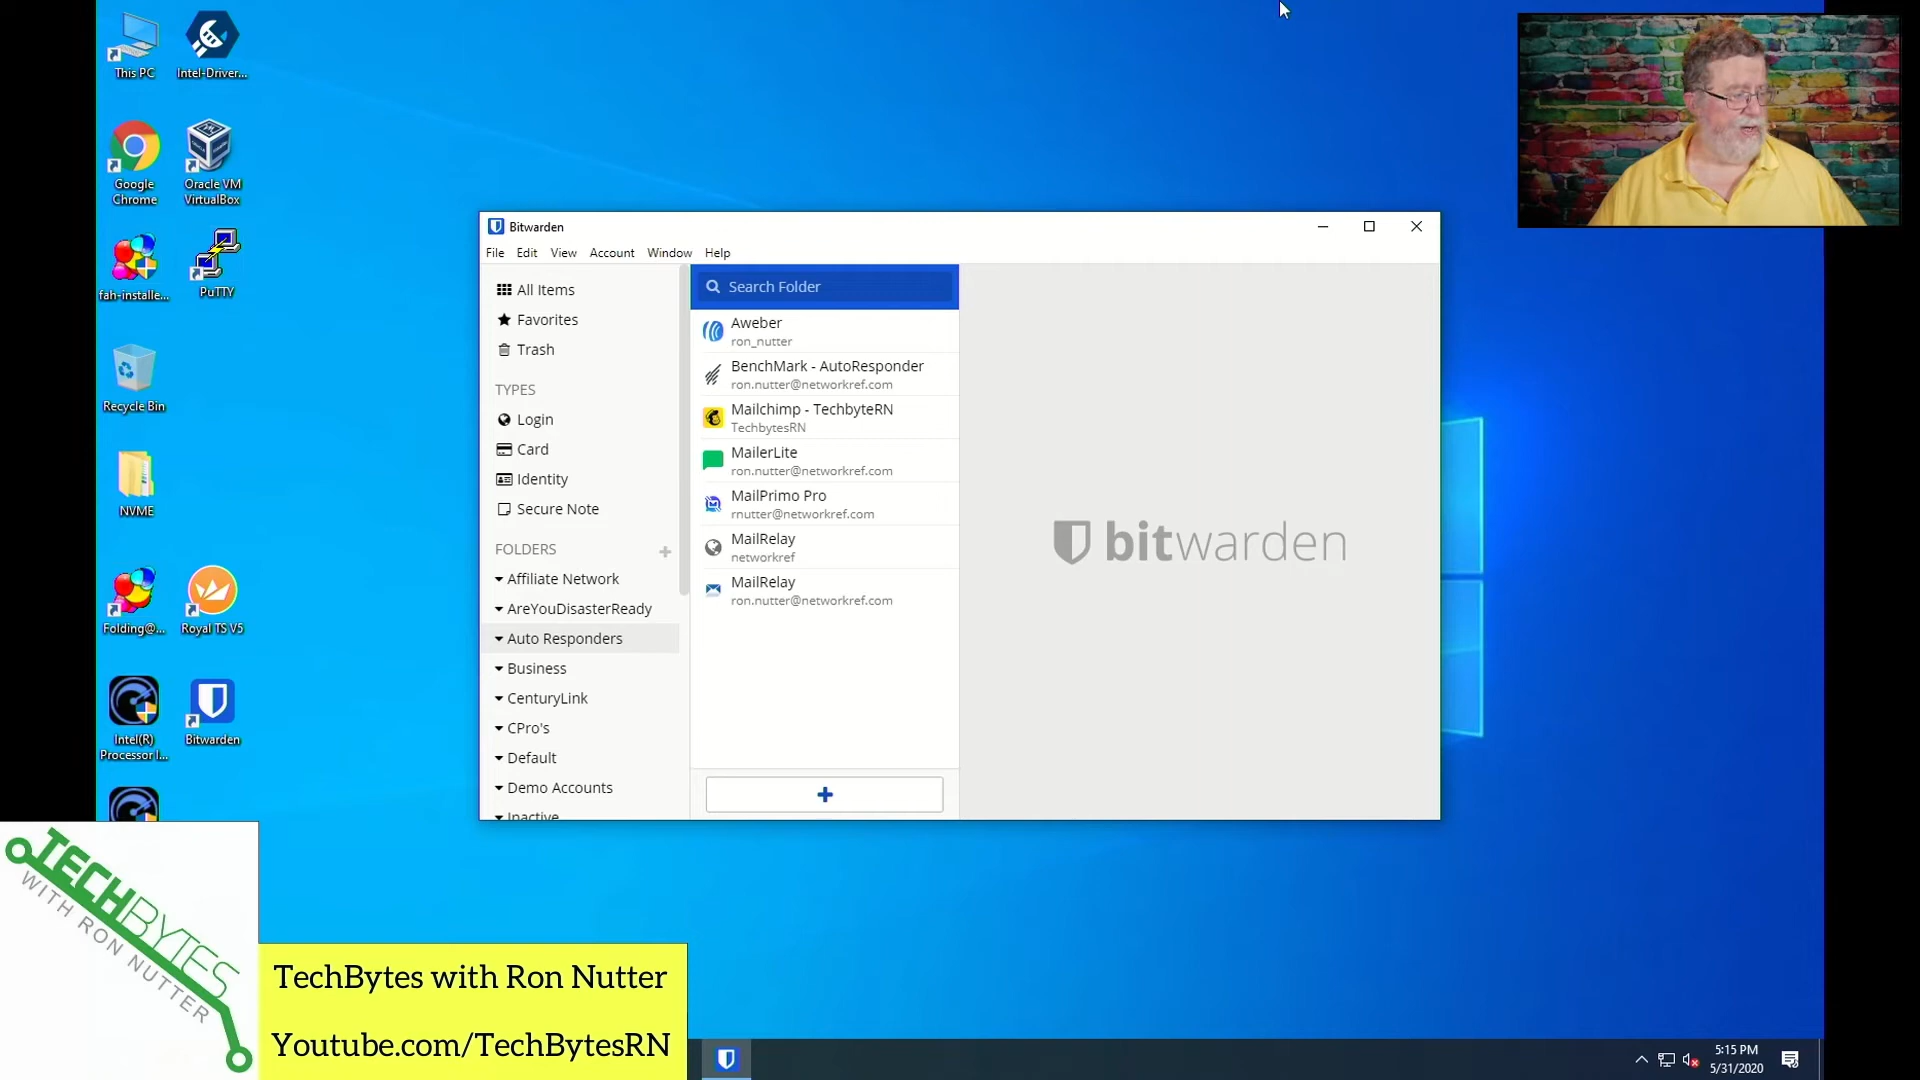 This PC
Intel-Driver...
Google
Chrome
Oracle VM
VirtualBox
fah-installe...
PuTTY
Recycle Bin
NVME
Folding@...
Royal TS V5
Intel(R)
Processor I...
Bitwarden
Bitwarden
File Edit View Account Window Help
All Items
Favorites
Trash
TYPES
Login
Card
Identity
Secure Note
FOLDERS
Affiliate Network
AreYouDisasterReady
Auto Responders
Business
CenturyLink
CPro's
Default
Demo Accounts
Inactive
Search Folder
Aweber
ron_nutter
BenchMark - AutoResponder
ron.nutter@networkref.com
Mailchimp - TechbyteRN
TechbytesRN
MailerLite
ron.nutter@networkref.com
MailPrimo Pro
rnutter@networkref.com
MailRelay
networkref
MailRelay
ron.nutter@networkref.com
bitwarden
TECHBYTES
WITH RON NUTTER
TechBytes with Ron Nutter
Youtube.com/TechBytesRN
5:15 PM
5/31/2020